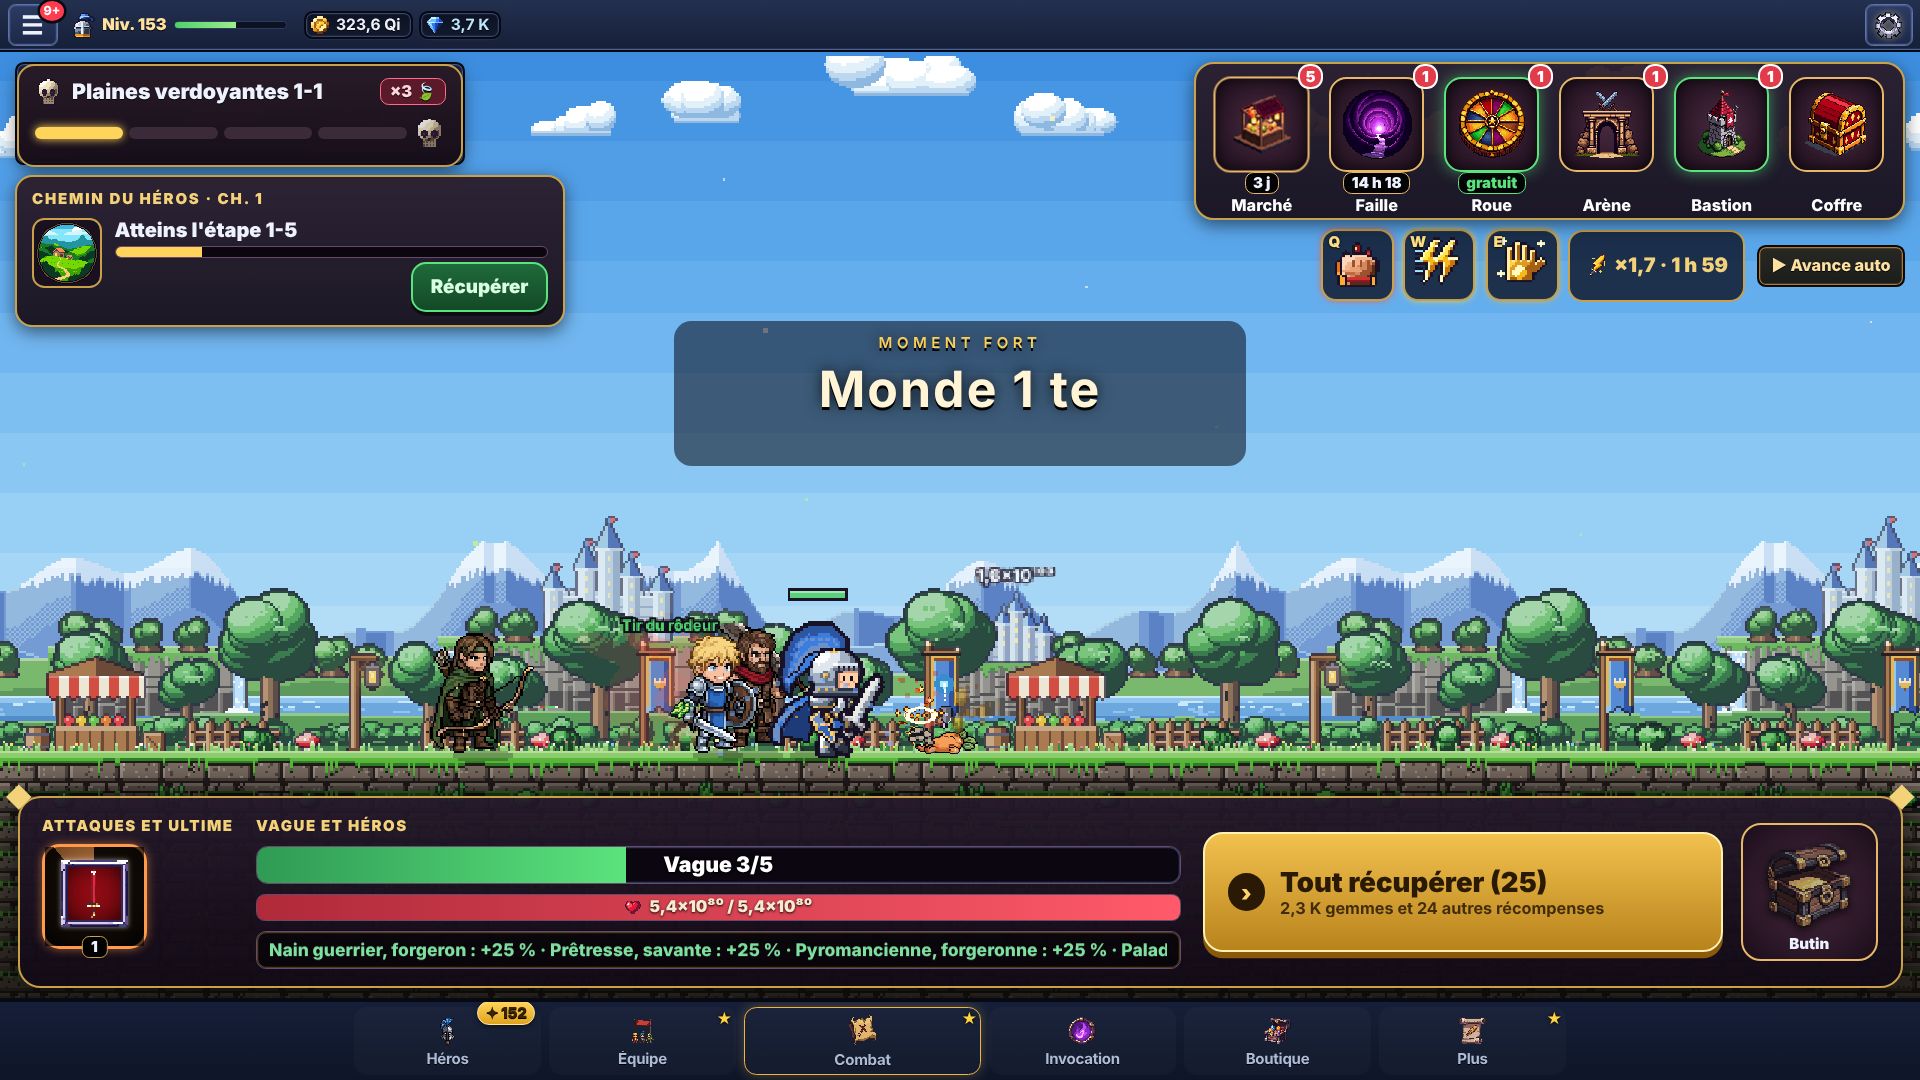 9+
Niv. 153
323,6 Qi
3,7 K
Plaines verdoyantes 1-1
×3
CHEMIN DU HÉROS · CH. 1
Atteins l'étape 1-5
Récupérer
5
1
1
1
1
3 j
14 h 18
gratuit
Marché
Faille
Roue
Arène
Bastion
Coffre
Q
W
E
×1,7 · 1 h 59
Avance auto
MOMENT FORT
Monde 1 te
Tir du rôdeur
ATTAQUES ET ULTIME
VAGUE ET HÉROS
1
Vague 3/5
5,4×10⁸⁰ / 5,4×10⁸⁰
Nain guerrier, forgeron : +25 % · Prêtresse, savante : +25 % · Pyromancienne, forgeronne : +25 % · Palad
Tout récupérer (25)
2,3 K gemmes et 24 autres récompenses
Butin
152
Héros
Équipe
Combat
Invocation
Boutique
Plus